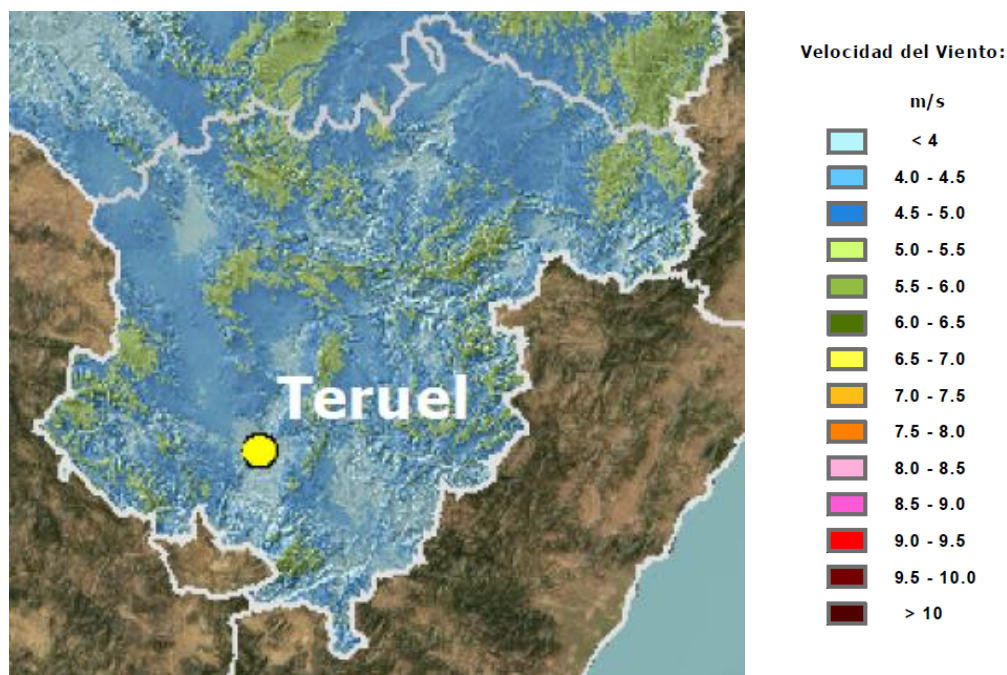 Teruel
Velocidad del Viento:
m/s
< 4
4.0 - 4.5
4.5 - 5.0
5.0 - 5.5
5.5 - 6.0
6.0 - 6.5
6.5 - 7.0
7.0 - 7.5
7.5 - 8.0
8.0 - 8.5
8.5 - 9.0
9.0 - 9.5
9.5 - 10.0
> 10